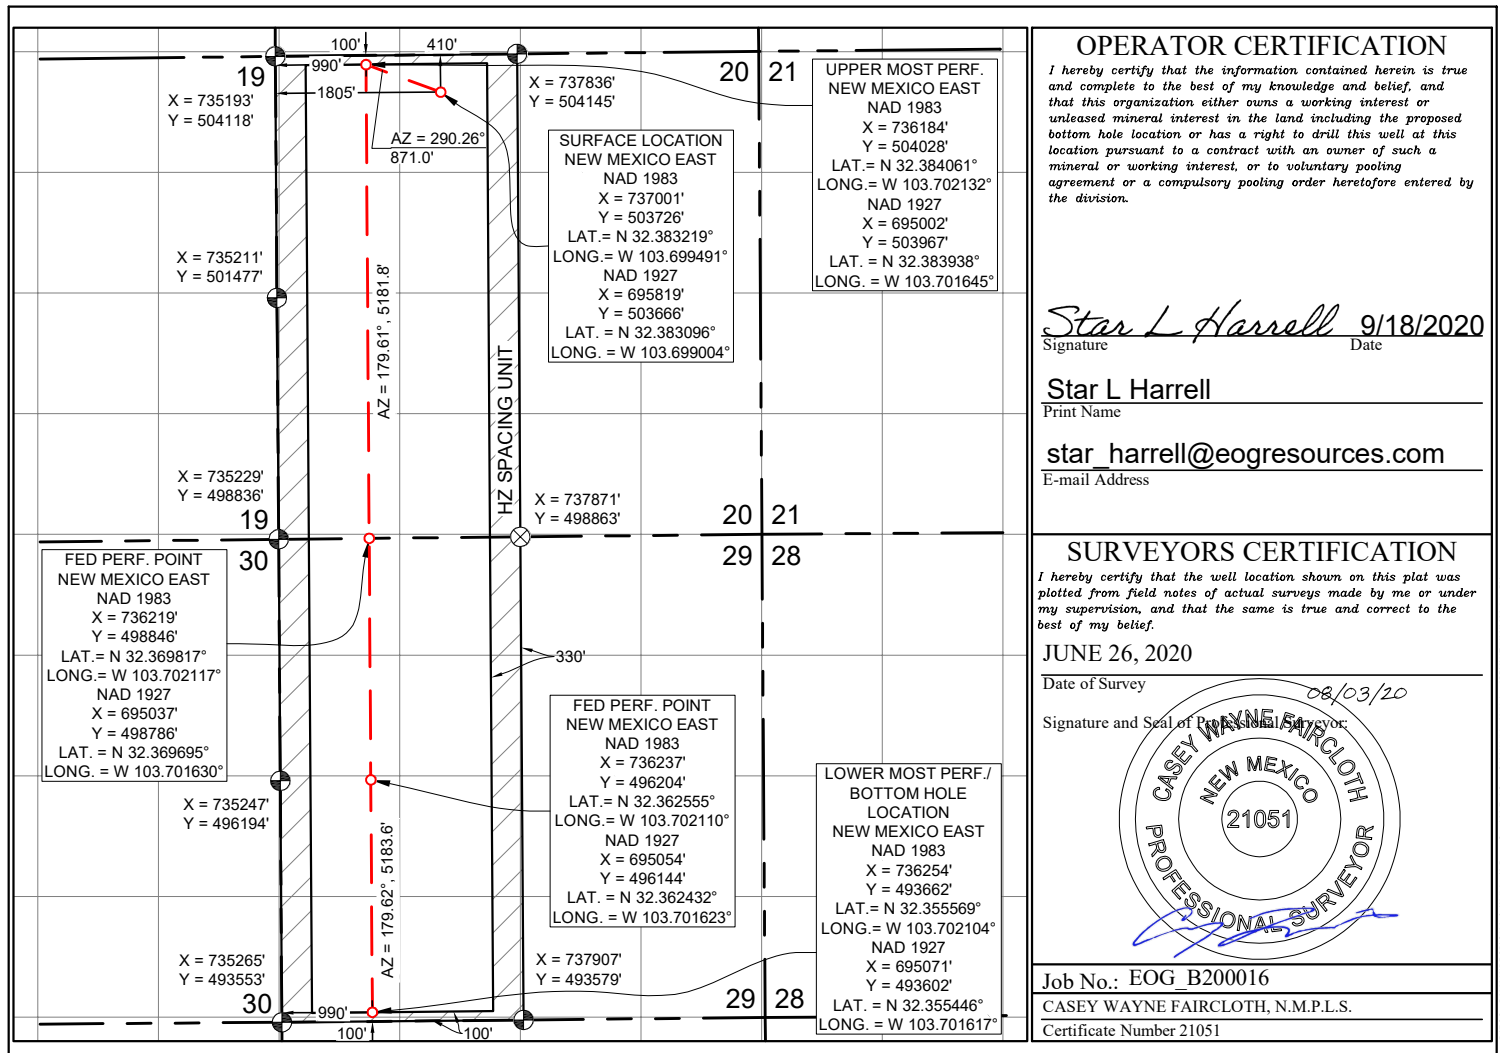 100'
410'
990'
1805'
19
20
21
X = 735193'
Y = 504118'
X = 737836'
Y = 504145'
AZ = 290.26°
871.0'
UPPER MOST PERF.
NEW MEXICO EAST
NAD 1983
X = 736184'
Y = 504028'
LAT. = N 32.384061°
LONG. = W 103.702132°
NAD 1927
X = 695002'
Y = 503967'
LAT. = N 32.383938°
LONG. = W 103.701645°
SURFACE LOCATION
NEW MEXICO EAST
NAD 1983
X = 737001'
Y = 503726'
LAT.= N 32.383219°
LONG.= W 103.699491°
NAD 1927
X = 695819'
Y = 503666'
LAT. = N 32.383096°
LONG. = W 103.699004°
X = 735211'
Y = 501477'
AZ = 179.61°, 5181.8'
HZ SPACING UNIT
X = 735229'
Y = 498836'
X = 737871'
Y = 498863'
19
30
20
21
29
28
FED PERF. POINT
NEW MEXICO EAST
NAD 1983
X = 736219'
Y = 498846'
LAT.= N 32.369817°
LONG.= W 103.702117°
NAD 1927
X = 695037'
Y = 498786'
LAT. = N 32.369695°
LONG. = W 103.701630°
330'
FED PERF. POINT
NEW MEXICO EAST
NAD 1983
X = 736237'
Y = 496204'
LAT.= N 32.362555°
LONG.= W 103.702110°
NAD 1927
X = 695054'
Y = 496144'
LAT. = N 32.362432°
LONG. = W 103.701623°
X = 735247'
Y = 496194'
AZ = 179.62°, 5183.6'
LOWER MOST PERF./
BOTTOM HOLE
LOCATION
NEW MEXICO EAST
NAD 1983
X = 736254'
Y = 493662'
LAT.= N 32.355569°
LONG.= W 103.702104°
NAD 1927
X = 695071'
Y = 493602'
LAT. = N 32.355446°
LONG. = W 103.701617°
X = 735265'
Y = 493553'
X = 737907'
Y = 493579'
30
29
28
990'
100'
100'
OPERATOR CERTIFICATION
I hereby certify that the information contained herein is true
and complete to the best of my knowledge and belief, and
that this organization either owns a working interest or
unleased mineral interest in the land including the proposed
bottom hole location or has a right to drill this well at this
location pursuant to a contract with an owner of such a
mineral or working interest, or to voluntary pooling
agreement or a compulsory pooling order heretofore entered by
the division.
Star L Harrell 9/18/2020
Signature Date
Star L Harrell
Print Name
star_harrell@eogresources.com
E-mail Address
SURVEYORS CERTIFICATION
I hereby certify that the well location shown on this plat was
plotted from field notes of actual surveys made by me or under
my supervision, and that the same is true and correct to the
best of my belief.
JUNE 26, 2020
Date of Survey
08/03/20
Signature and Seal of Professional Surveyor:
CASEY WAYNE FAIRCLOTH
NEW MEXICO
21051
PROFESSIONAL SURVEYOR
Job No.: EOG_B200016
CASEY WAYNE FAIRCLOTH, N.M.P.L.S.
Certificate Number 21051